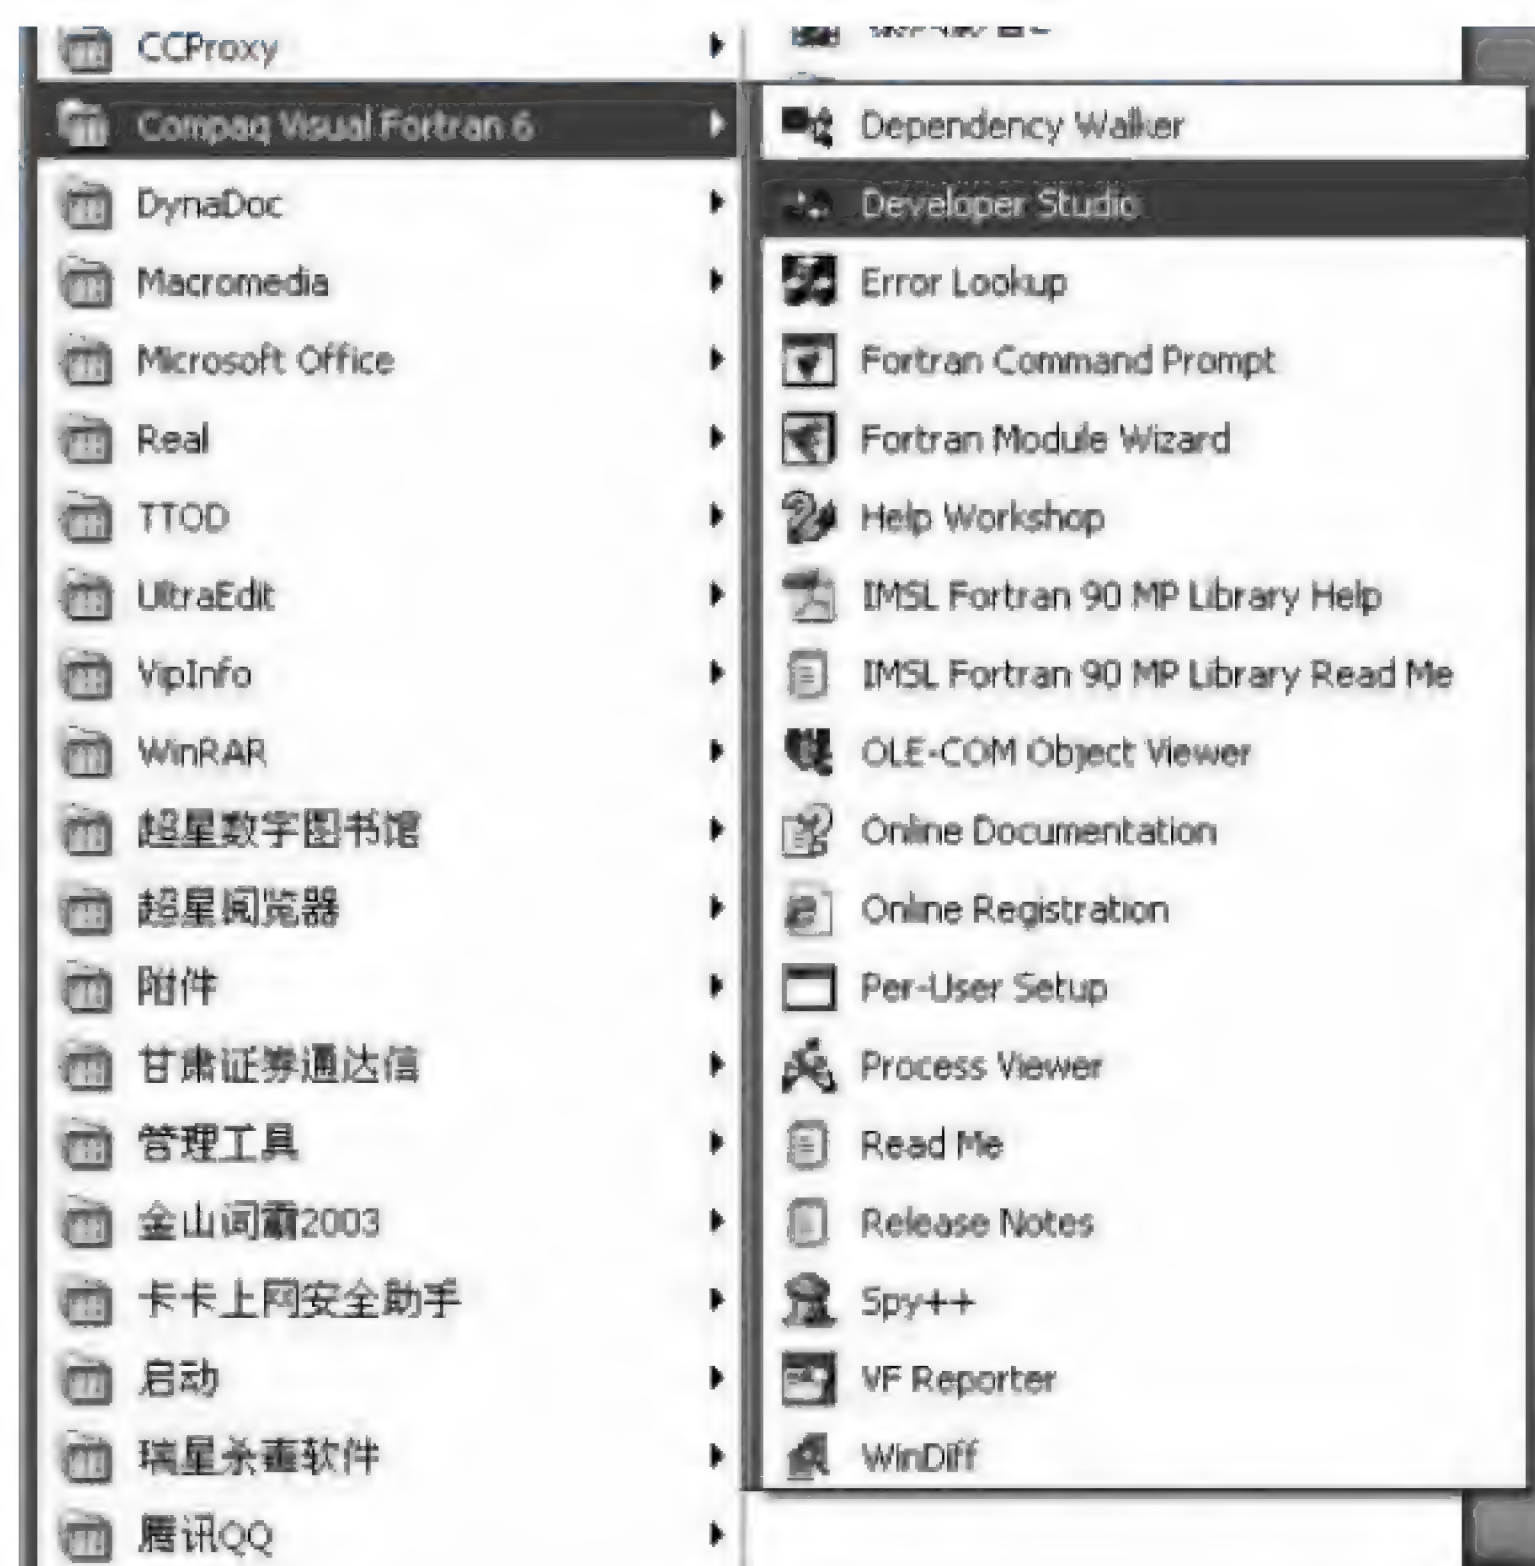 CCProxy
Compaq Visual Fortran 6
DynaDoc
Macromedia
Microsoft Office
Real
TTOD
UltraEdit
VipInfo
WinRAR
超星数字图书馆
超星阅览器
附件
甘肃证券通达信
管理工具
金山词霸2003
卡卡上网安全助手
启动
瑞星杀毒软件
腾讯QQ
Dependency Walker
Developer Studio
Error Lookup
Fortran Command Prompt
Fortran Module Wizard
Help Workshop
IMSL Fortran 90 MP Library Help
IMSL Fortran 90 MP Library Read Me
OLE-COM Object Viewer
Online Documentation
Online Registration
Per-User Setup
Process Viewer
Read Me
Release Notes
Spy++
VF Reporter
WinDiff